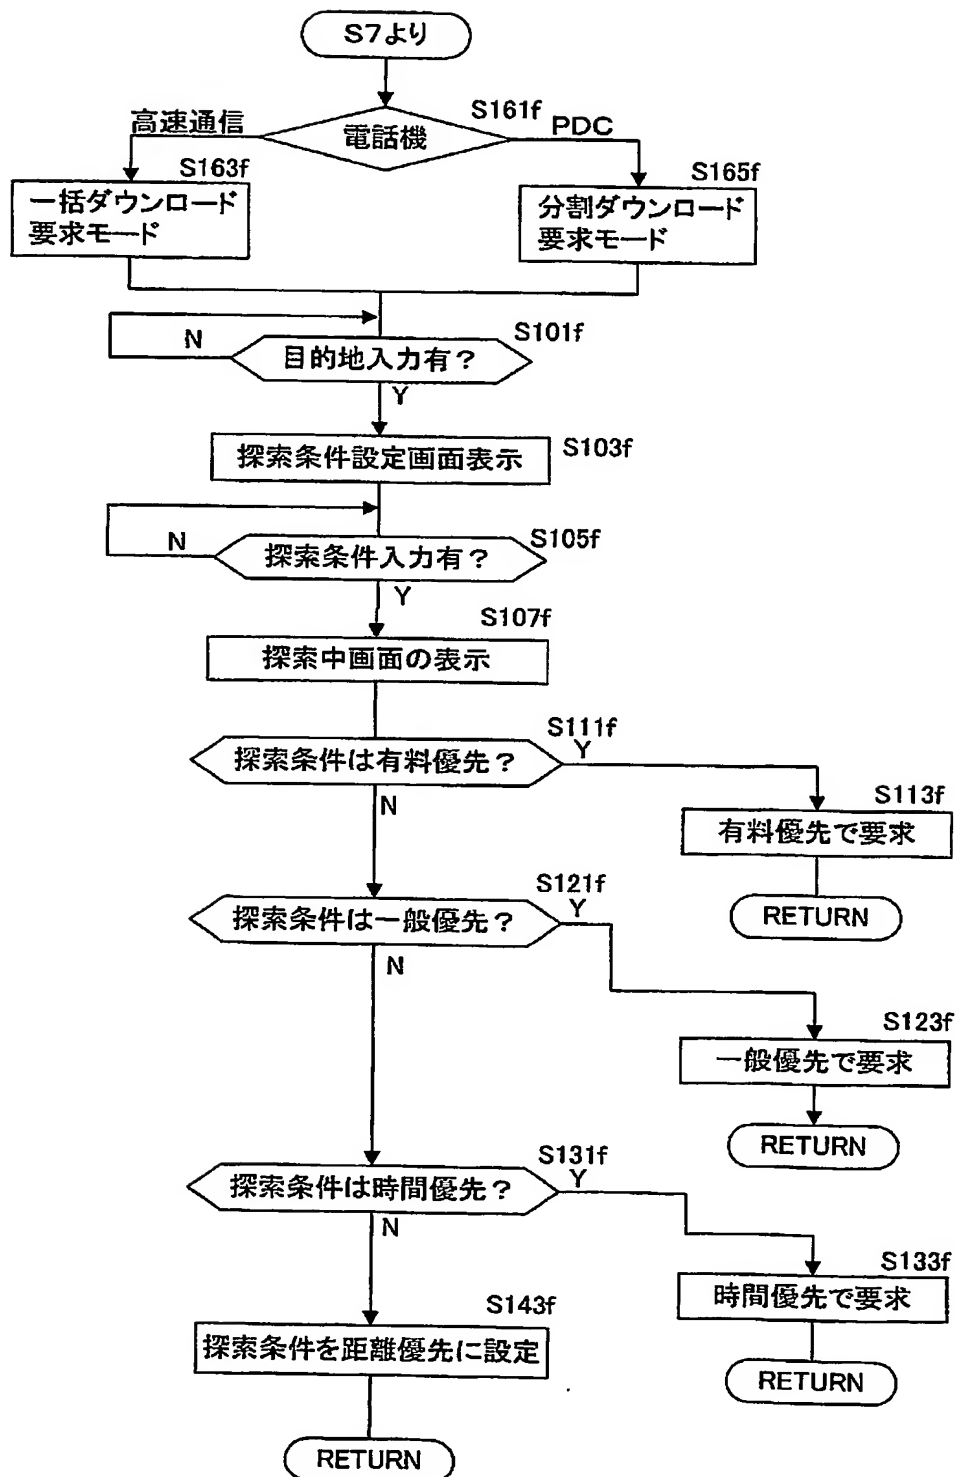 S7より
S161f
高速通信
電話機
PDC
S163f
S165f
一括ダウンロード
要求モード
分割ダウンロード
要求モード
S101f
N
目的地入力有?
Y
S103f
探索条件設定画面表示
S105f
N
探索条件入力有?
Y
S107f
探索中画面の表示
S111f
探索条件は有料優先?
Y
N
S113f
有料優先で要求
RETURN
S121f
探索条件は一般優先?
Y
N
S123f
一般優先で要求
RETURN
S131f
探索条件は時間優先?
Y
N
S133f
時間優先で要求
S143f
探索条件を距離優先に設定
RETURN
RETURN